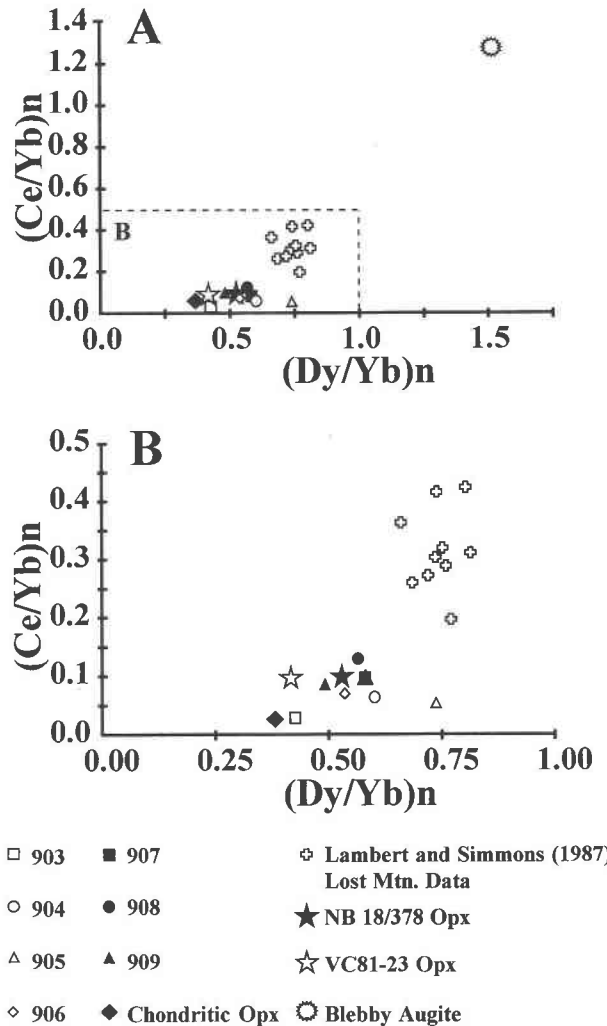 A
(Ce/Yb)n
1.4
1.2
1.0
0.8
0.6
0.4
0.2
0.0
B
0.0
0.5
1.0
1.5
(Dy/Yb)n
B
(Ce/Yb)n
0.5
0.4
0.3
0.2
0.1
0.0
0.00
0.25
0.50
0.75
1.00
(Dy/Yb)n
903
907
Lambert and Simmons (1987)
Lost Mtn. Data
904
908
NB 18/378 Opx
905
909
VC81-23 Opx
906
Chondritic Opx
Blebby Augite